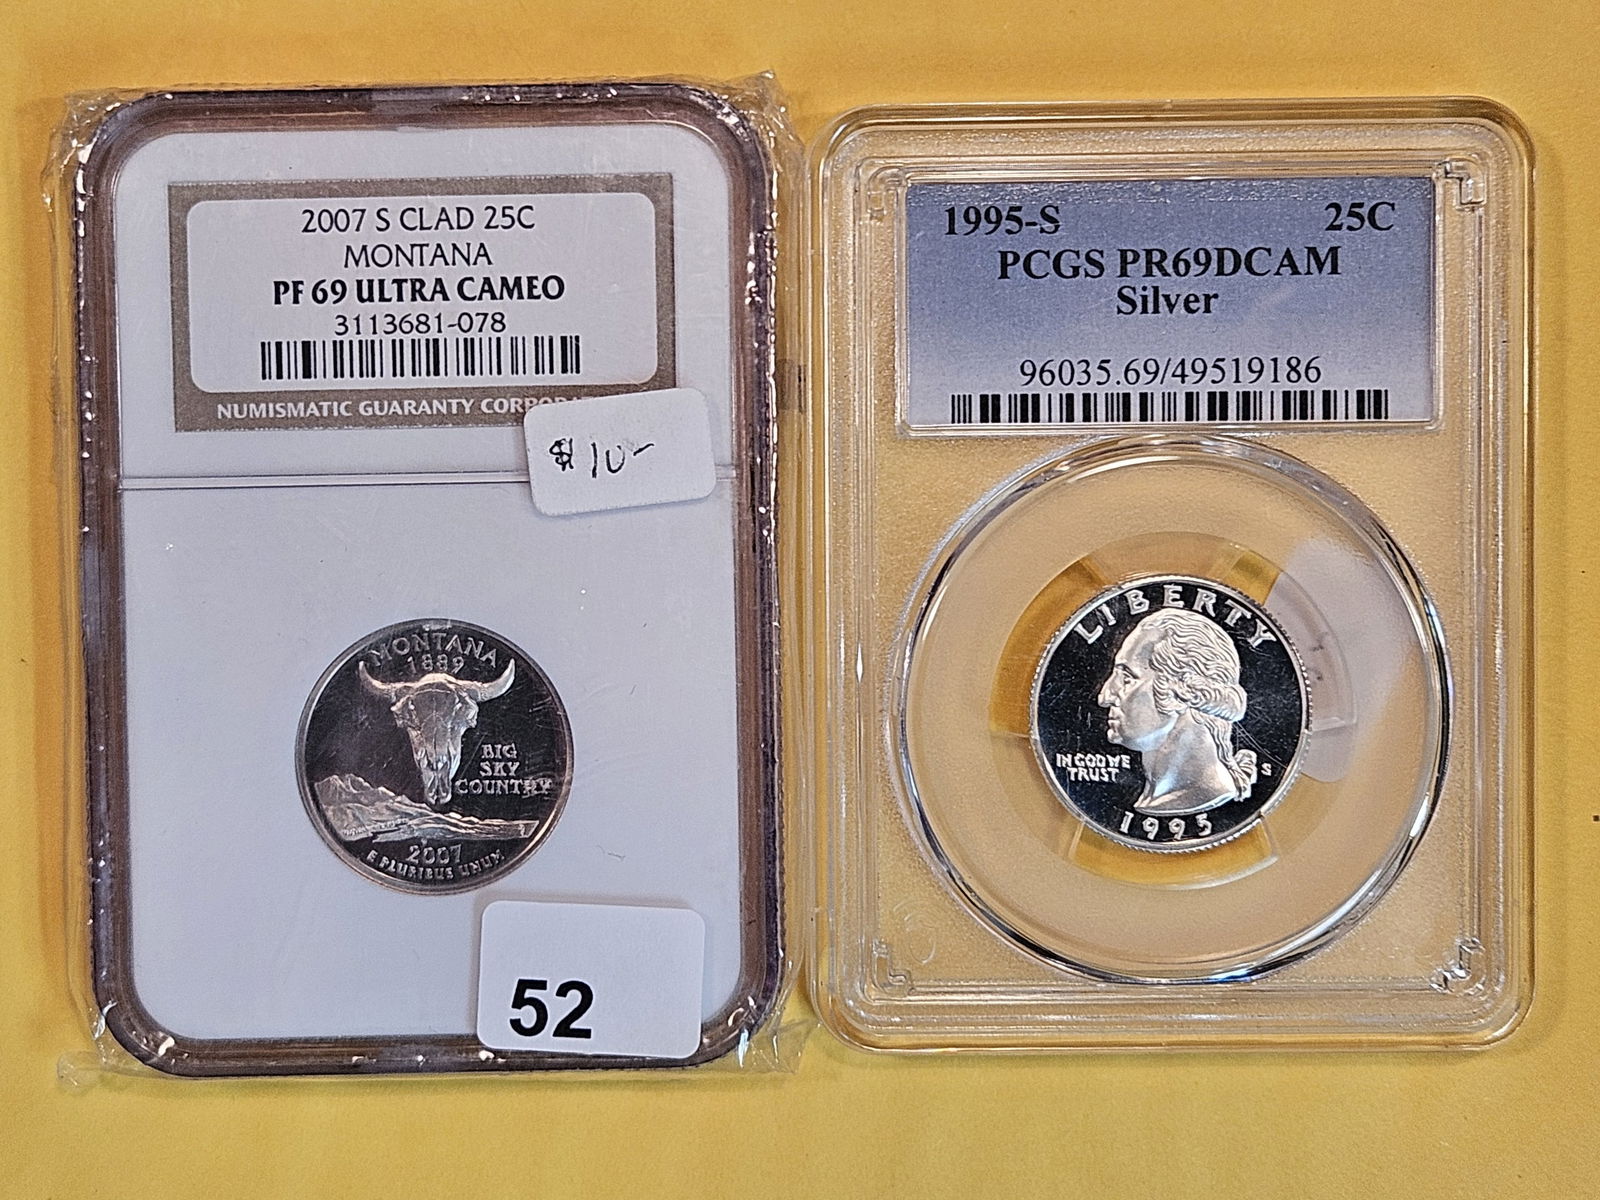 2007 S CLAD 25C
MONTANA
PF 69 ULTRA CAMEO
3113681-078
NUMISMATIC GUARANTY
$10-
MONTANA
1889
BIG
SKY
COUNTRY
2007
E PLURIBUS UNUM
52
1995-S 25C
PCGS PR69DCAM
Silver
96035.69/49519186
LIBERTY
IN GOD WE
TRUST
S
1995